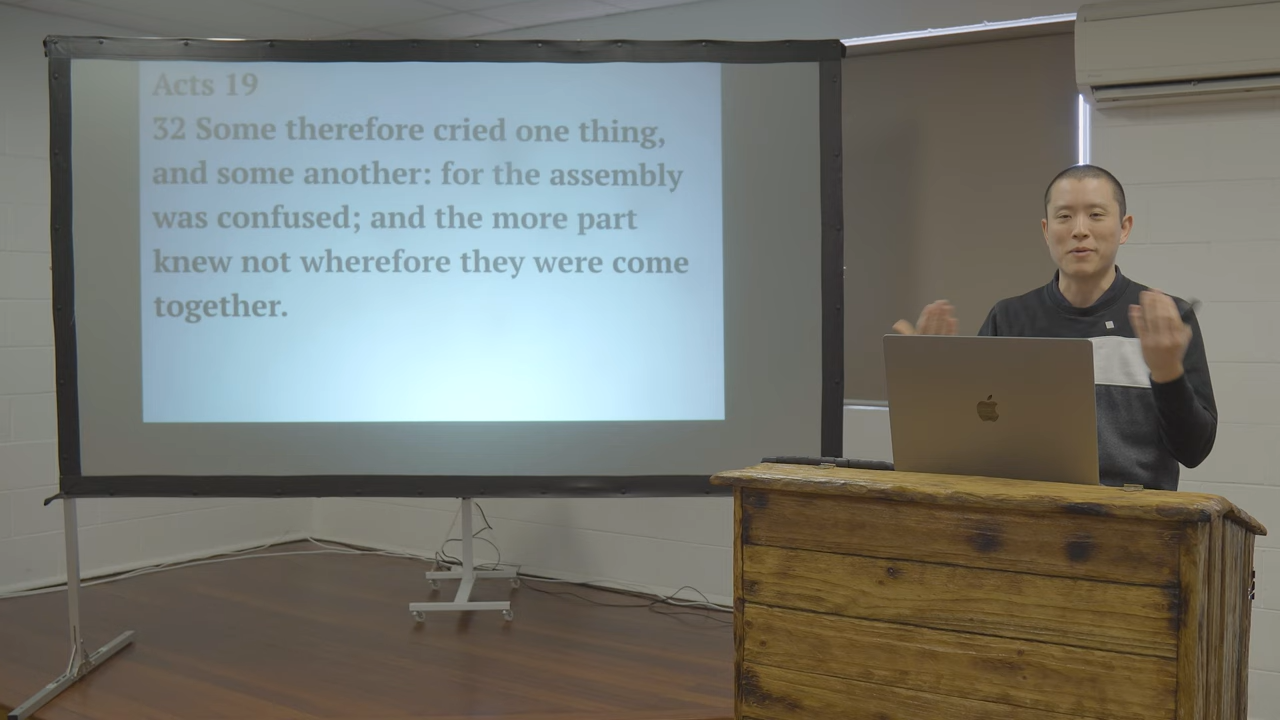 Acts 19
32 Some therefore cried one thing,
and some another: for the assembly
was confused; and the more part
knew not wherefore they were come
together.